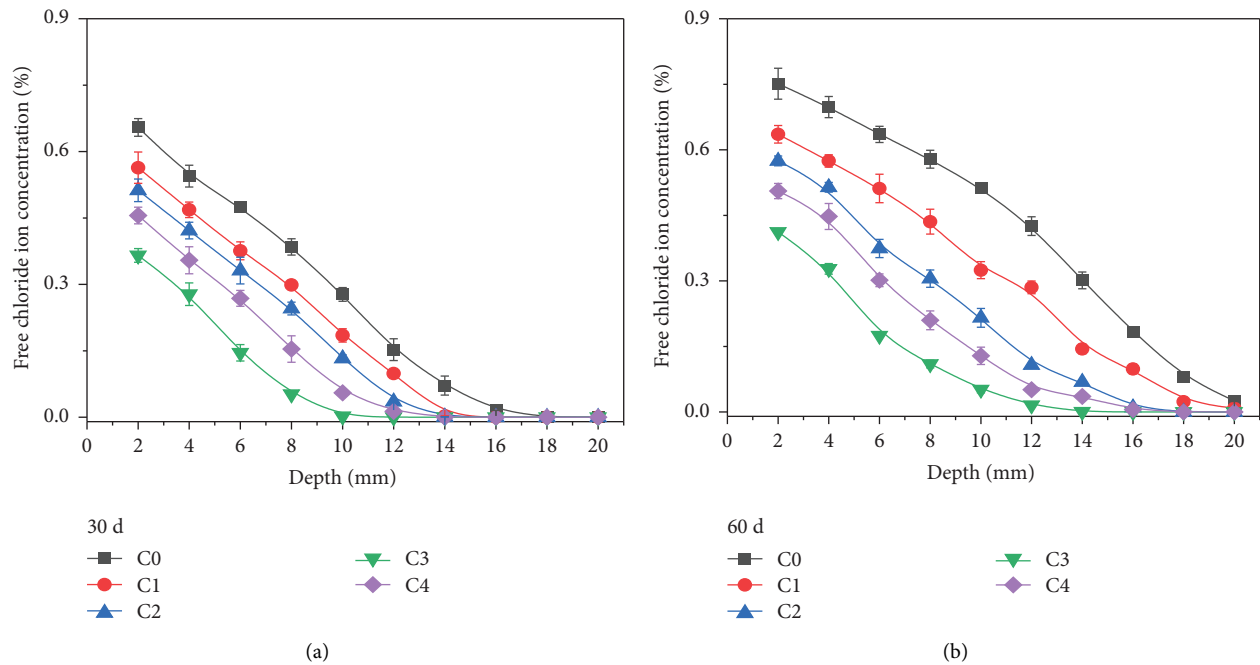 0.9
0.6
0.3
0.0
Free chloride ion concentration (%)
0 2 4 6 8 10 12 14 16 18 20
Depth (mm)
30 d
C0
C1
C2
C3
C4
(a)
0.9
0.6
0.3
0.0
Free chloride ion concentration (%)
0 2 4 6 8 10 12 14 16 18 20
Depth (mm)
60 d
C0
C1
C2
C3
C4
(b)